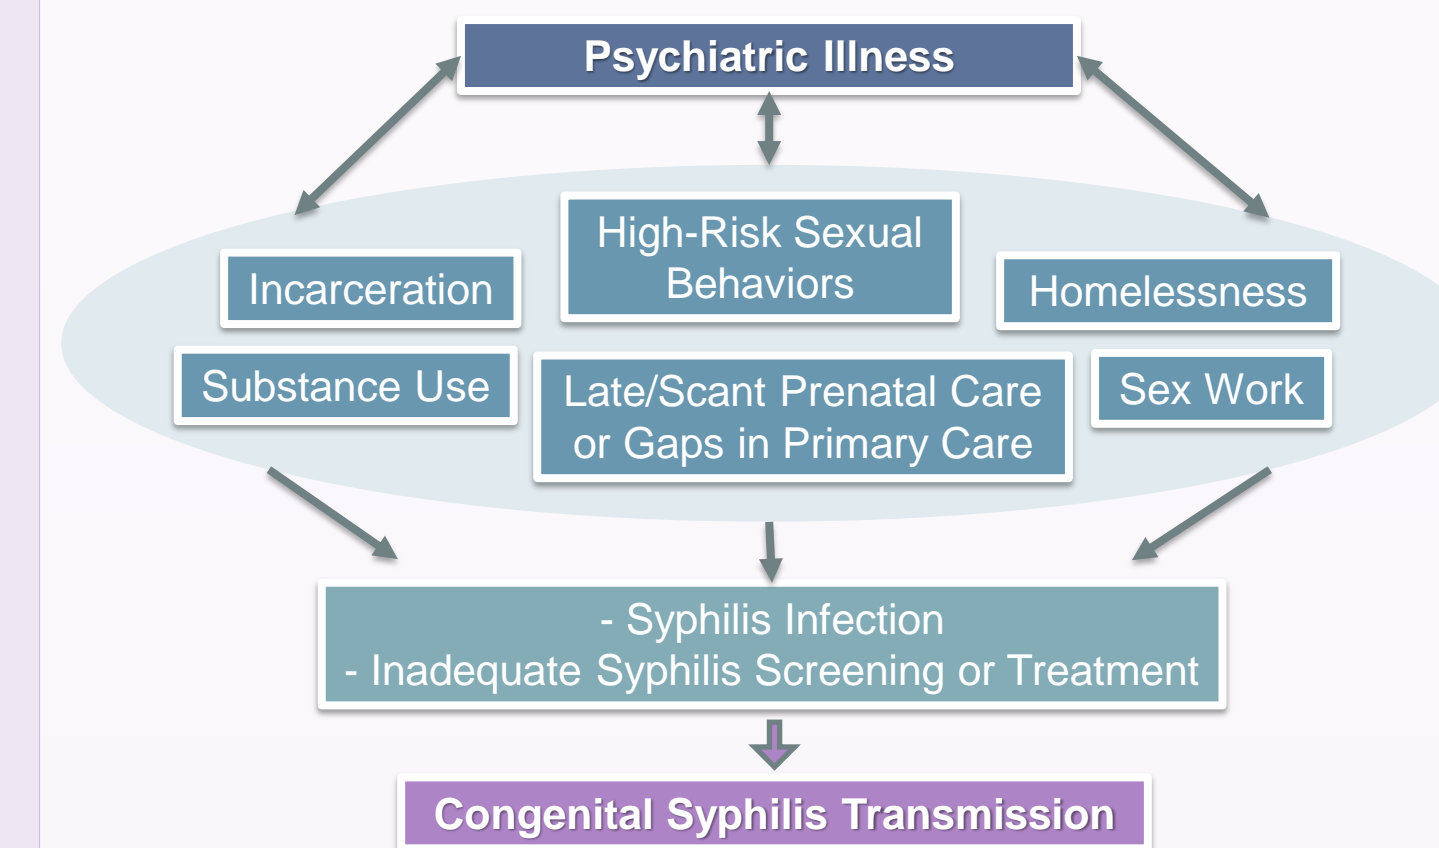 Psychiatric Illness
High-Risk Sexual
Behaviors
Incarceration
Homelessness
Substance Use
Late/Scant Prenatal Care
or Gaps in Primary Care
Sex Work
- Syphilis Infection
- Inadequate Syphilis Screening or Treatment
Congenital Syphilis Transmission